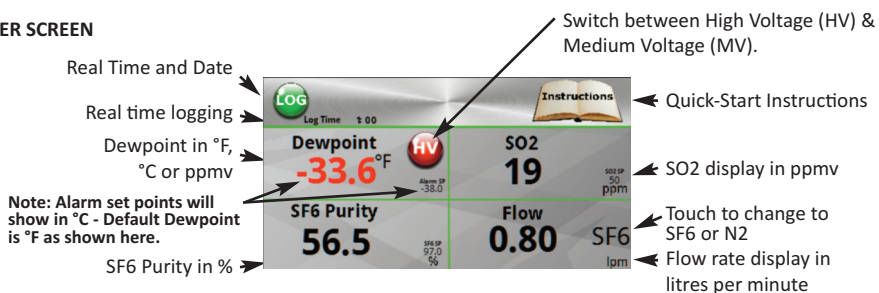 ER SCREEN
Switch between High Voltage (HV) &
Medium Voltage (MV).
Real Time and Date
Real time logging
Dewpoint in °F,
°C or ppmv
Note: Alarm set points will
show in °C - Default Dewpoint
is °F as shown here.
SF6 Purity in %
LOG
Log Time : 00
Instructions
Dewpoint
HV
-33.6°F
Alarm SP
-38.0
SO2
19
SO2 SP
50
ppm
SF6 Purity
56.5
SF6 SP
97.0
%
Flow
0.80
SF6
lpm
Quick-Start Instructions
SO2 display in ppmv
Touch to change to
SF6 or N2
Flow rate display in
litres per minute